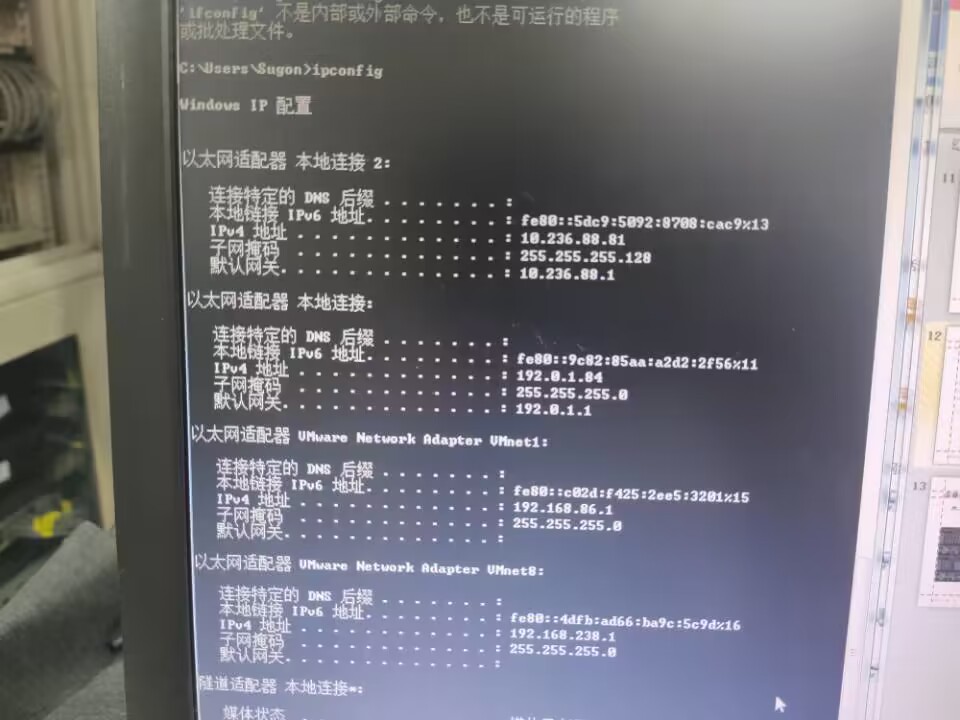 'ifconfig' 不是内部或外部命令，也不是可运行的程序
或批处理文件。
C:\Users\Sugon>ipconfig
Windows IP 配置
以太网适配器 本地连接 2:
连接特定的 DNS 后缀 . . . . . . . :
本地链接 IPv6 地址. . . . . . . . : fe80::5dc9:5092:8708:cac9%13
IPv4 地址 . . . . . . . . . . . . : 10.236.88.81
子网掩码 . . . . . . . . . . . . : 255.255.255.128
默认网关. . . . . . . . . . . . . : 10.236.88.1
以太网适配器 本地连接:
连接特定的 DNS 后缀 . . . . . . . :
本地链接 IPv6 地址. . . . . . . . : fe80::9c82:85aa:a2d2:2f56%11
IPv4 地址 . . . . . . . . . . . . : 192.0.1.84
子网掩码 . . . . . . . . . . . . : 255.255.255.0
默认网关. . . . . . . . . . . . . : 192.0.1.1
以太网适配器 VMware Network Adapter VMnet1:
连接特定的 DNS 后缀 . . . . . . . :
本地链接 IPv6 地址. . . . . . . . : fe80::c02d:f425:2ee5:3201%15
IPv4 地址 . . . . . . . . . . . . : 192.168.86.1
子网掩码 . . . . . . . . . . . . : 255.255.255.0
默认网关. . . . . . . . . . . . . :
以太网适配器 VMware Network Adapter VMnet8:
连接特定的 DNS 后缀 . . . . . . . :
本地链接 IPv6 地址. . . . . . . . : fe80::4dfb:ad66:ba9c:5c9d%16
IPv4 地址 . . . . . . . . . . . . : 192.168.238.1
子网掩码 . . . . . . . . . . . . : 255.255.255.0
默认网关. . . . . . . . . . . . . :
隧道适配器 本地连接*:
媒体状态
11
12
13